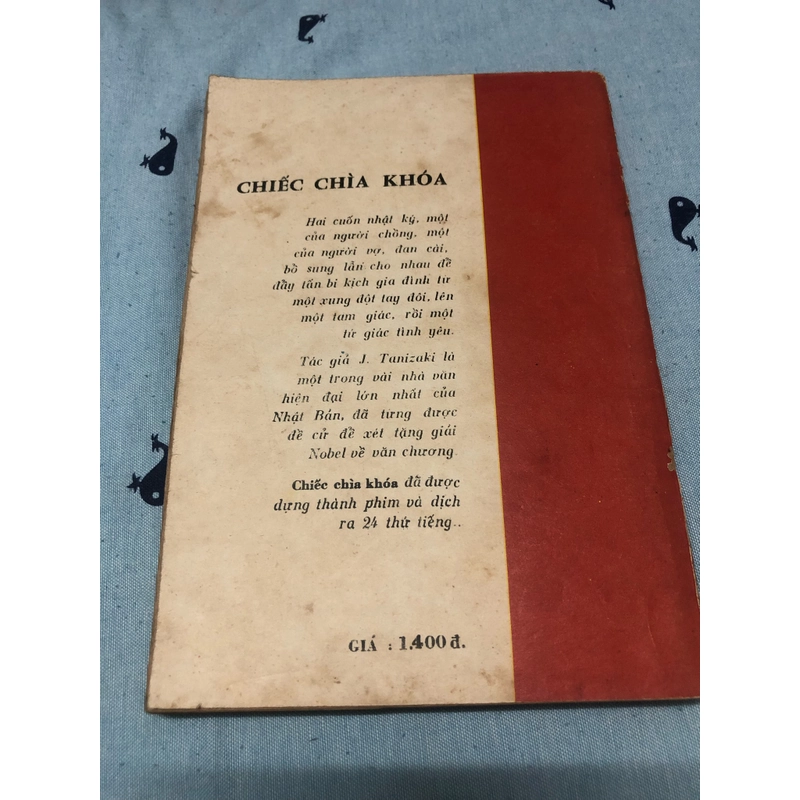 CHIẾC CHÌA KHÓA
Hai cuốn nhật ký, một
của người chồng, một
của người vợ, đan cài,
bổ sung lẫn cho nhau để
đẩy tấn bi kịch gia đình từ
một xung đột tay đôi, lên
một tam giác, rồi một
tứ giác tình yêu.
Tác giả J. Tanizaki là
một trong vài nhà văn
hiện đại lớn nhất của
Nhật Bản, đã từng được
đề cử để xét tặng giải
Nobel về văn chương.
Chiếc chìa khóa đã được
dựng thành phim và dịch
ra 24 thứ tiếng..
GIÁ : 1.400 đ.